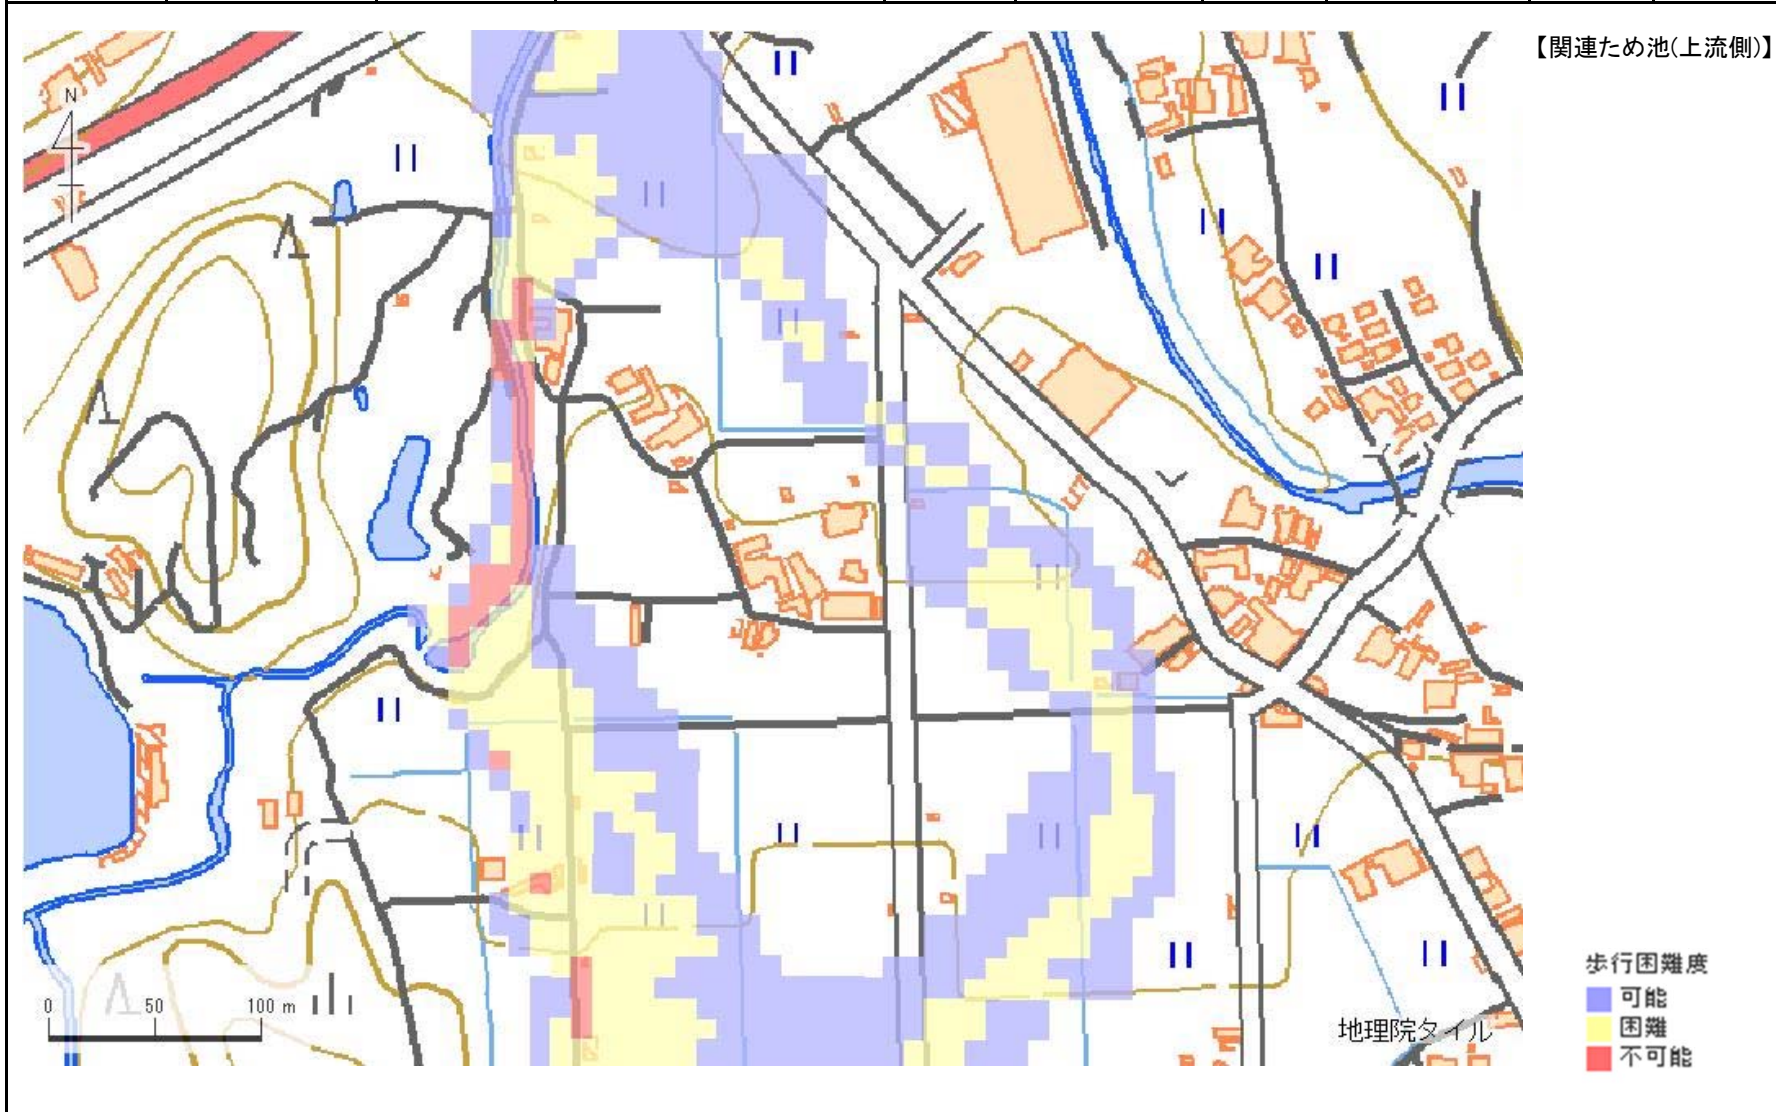 【関連ため池(上流側)】
N
0 50 100 m
地理院タイル
歩行困難度
可能
困難
不可能